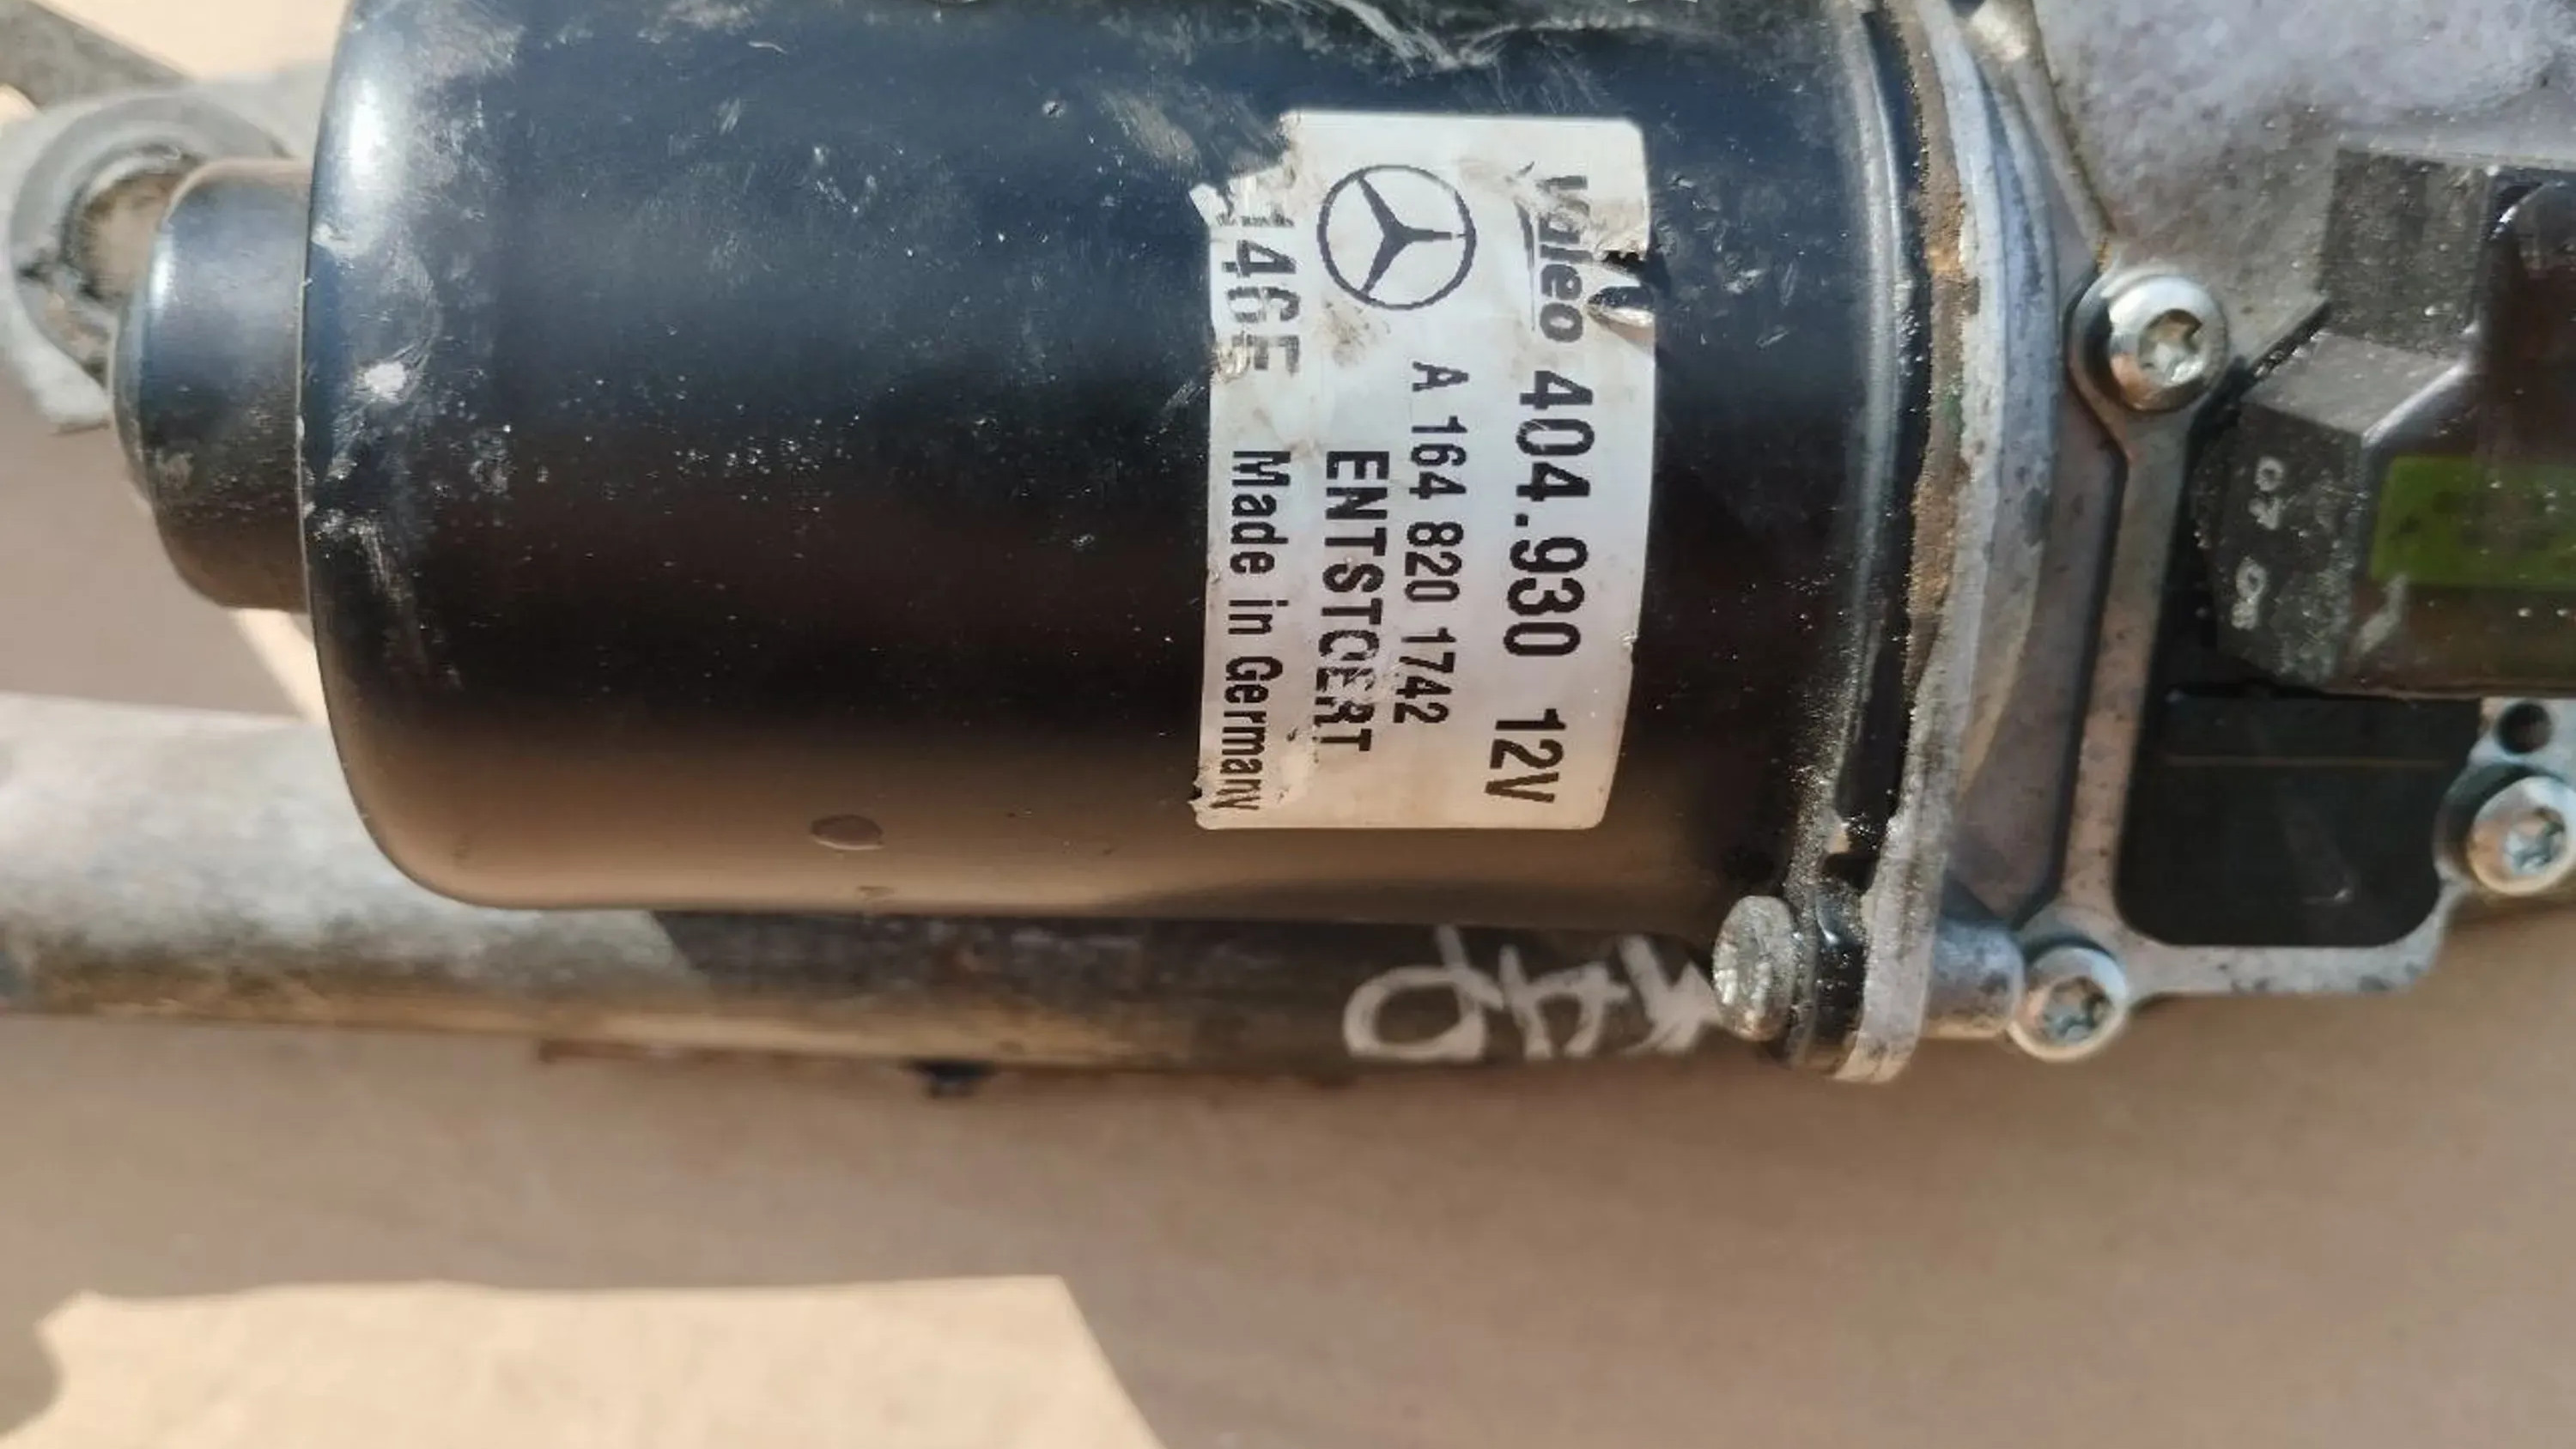 Valeo 404.930 12V
A 164 820 1742
ENTSTOERT
Made in Germany